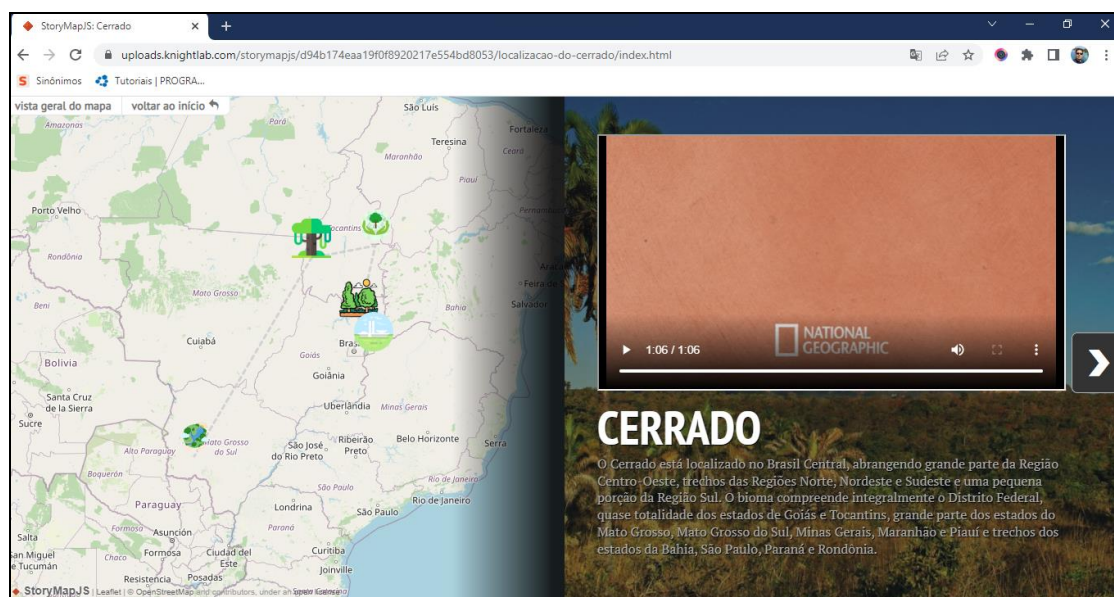 StoryMapJS: Cerrado
uploads.knightlab.com/storymapjs/d94b174eaa19f0f8920217e554bd8053/localizacao-do-cerrado/index.html
S Sinônimos Tutoriais | PROGRA...
vista geral do mapa voltar ao início
São Luís
Amazonas
Pará
Fortaleza
Teresina
Maranhão
Ceará
Piauí
Porto Velho
Pernambuco
Tocantins
Rondônia
Mato Grosso
Beni
Bahia
Salvador
Cuiabá
Goiás
Bolivia
Goiânia
Santa Cruz
de la Sierra
Uberlândia
Minas Gerais
Sucre
Mato Grosso
do Sul
Alto Paraguay
São José
do Rio Preto
Ribeirão
Preto
Belo Horizonte
Serra
Boquerón
São Paulo
Rio de Janeiro
Paraguay
Londrina
São Paulo
Rio de Janeiro
Salta
Formosa
Asunción
Paraná
Chaco
Formosa
Ciudad del
Este
Curitiba
San Miguel
de Tucumán
Resistencia
Posadas
Joinville
StoryMapJS | Leaflet | © OpenStreetMap and contributors, under an open license
NATIONAL
GEOGRAPHIC
1:06 / 1:06
CERRADO
O Cerrado está localizado no Brasil Central, abrangendo grande parte da Região
Centro-Oeste, trechos das Regiões Norte, Nordeste e Sudeste e uma pequena
porção da Região Sul. O bioma compreende integralmente o Distrito Federal,
quase totalidade dos estados de Goiás e Tocantins, grande parte dos estados do
Mato Grosso, Mato Grosso do Sul, Minas Gerais, Maranhão e Piauí e trechos dos
estados da Bahia, São Paulo, Paraná e Rondônia.